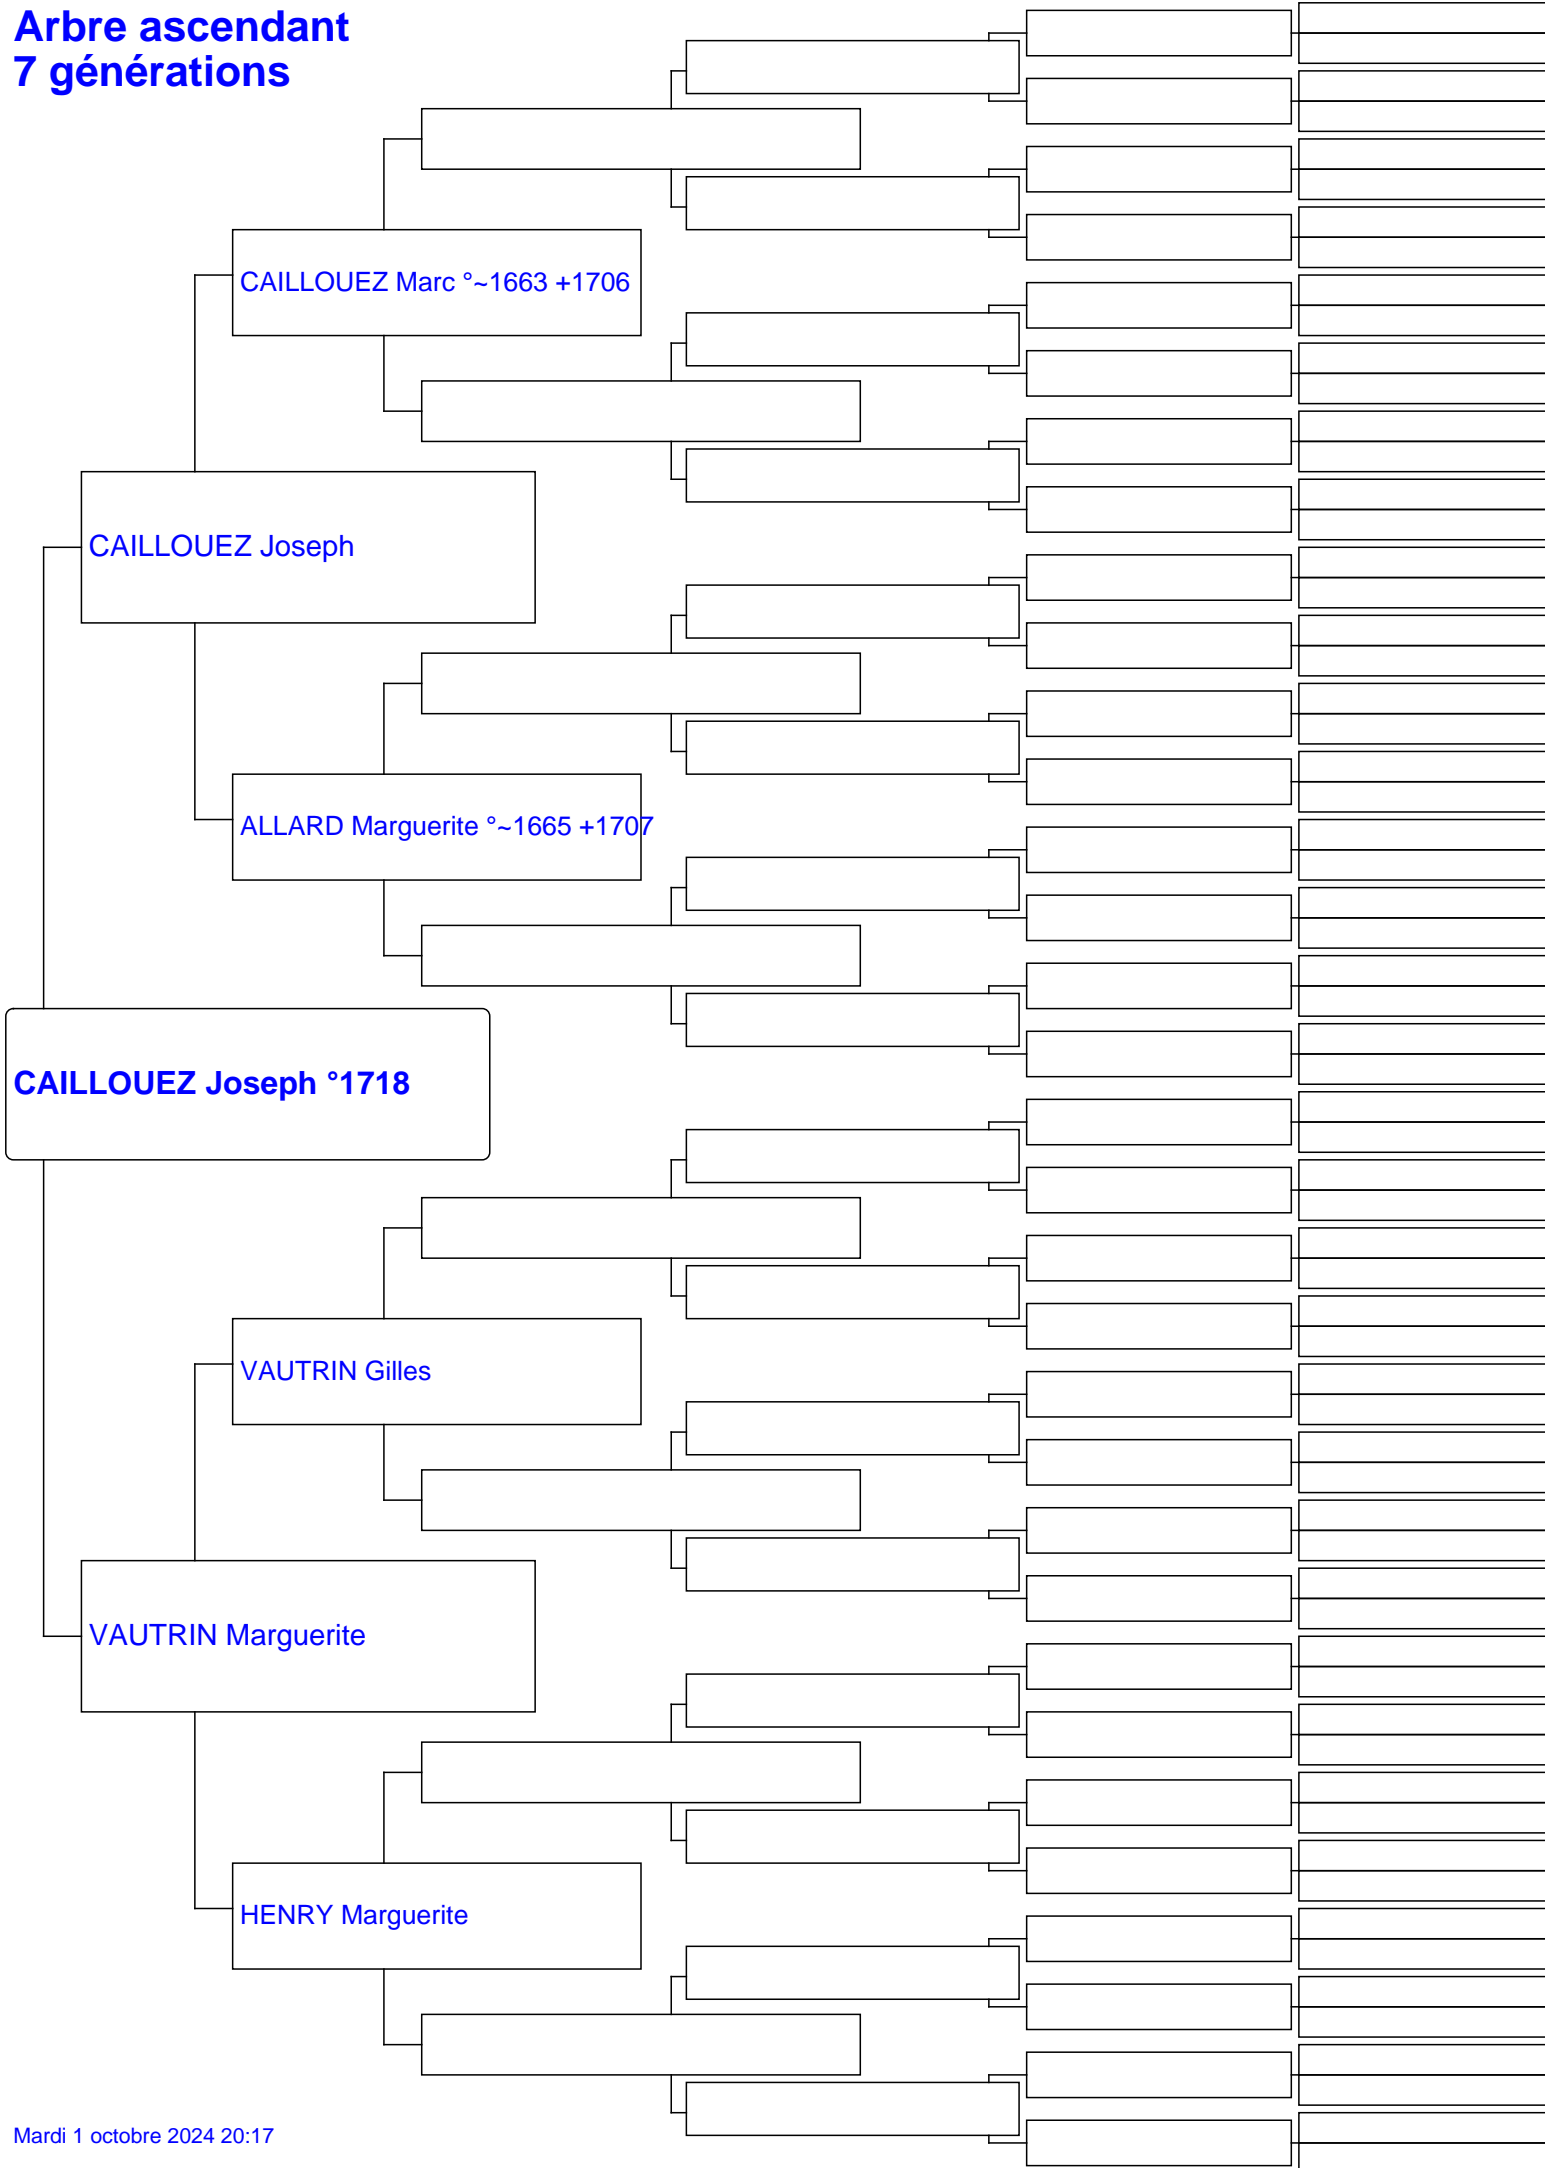 Arbre ascendant
7 générations
CAILLOUEZ Marc °~1663 +1706
CAILLOUEZ Joseph
ALLARD Marguerite °~1665 +1707
CAILLOUEZ Joseph °1718
VAUTRIN Gilles
VAUTRIN Marguerite
HENRY Marguerite
Mardi 1 octobre 2024 20:17